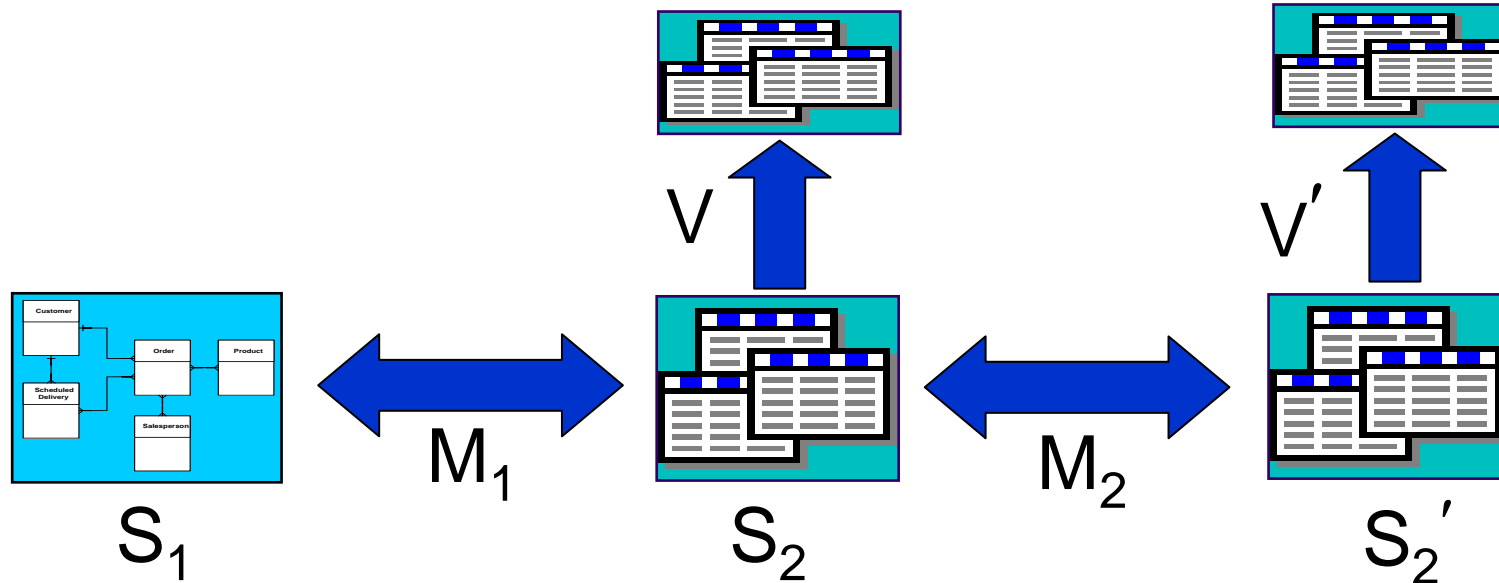 V
V′
Customer
Order
Product
Scheduled
Delivery
Salesperson
M₁
M₂
S₁
S₂
S₂′